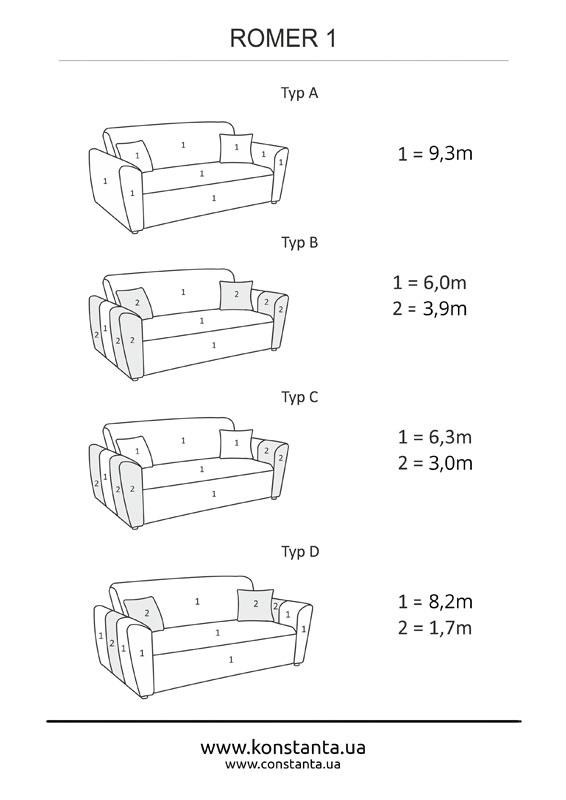 ROMER 1
Typ A
1 1 1 1 1
1 1 1 1
1 = 9,3m
Typ B
2 1 2 2 2
2 1 2 2 1 1
1 = 6,0m
2 = 3,9m
Typ C
1 1 1 2 2
2 1 2 2 1 1
1 = 6,3m
2 = 3,0m
Typ D
2 1 2 2 1 1
1 2 1 1 1 1
1 = 8,2m
2 = 1,7m
www.konstanta.ua
www.constanta.ua